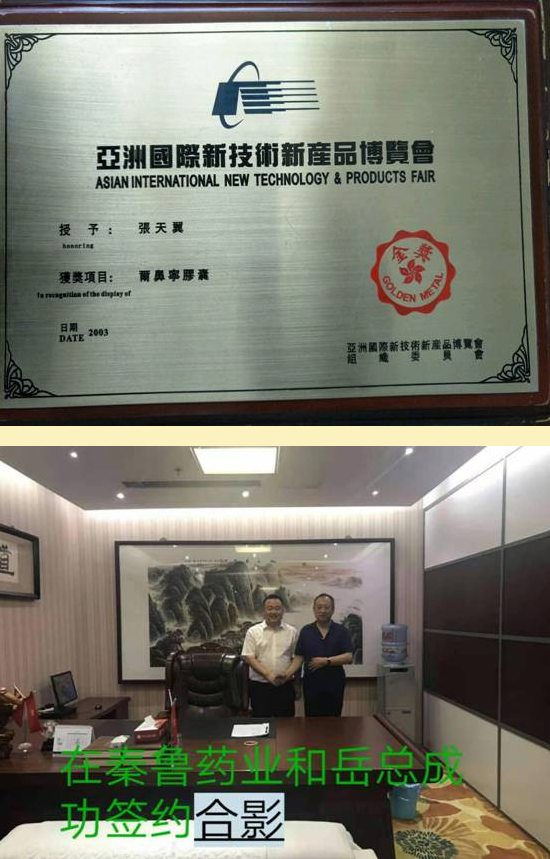 亞洲國際新技術新產品博覽會
ASIAN INTERNATIONAL NEW TECHNOLOGY & PRODUCTS FAIR
授 予： 張天翼
honoring
獲獎項目： 爾鼻寧膠囊
In recognition of the display of
金獎
GOLDEN METAL
日期
DATE 2003
亞洲國際新技術新產品博覽會
組 織 委 員 會
道
在秦鲁药业和岳总成
功签约合影